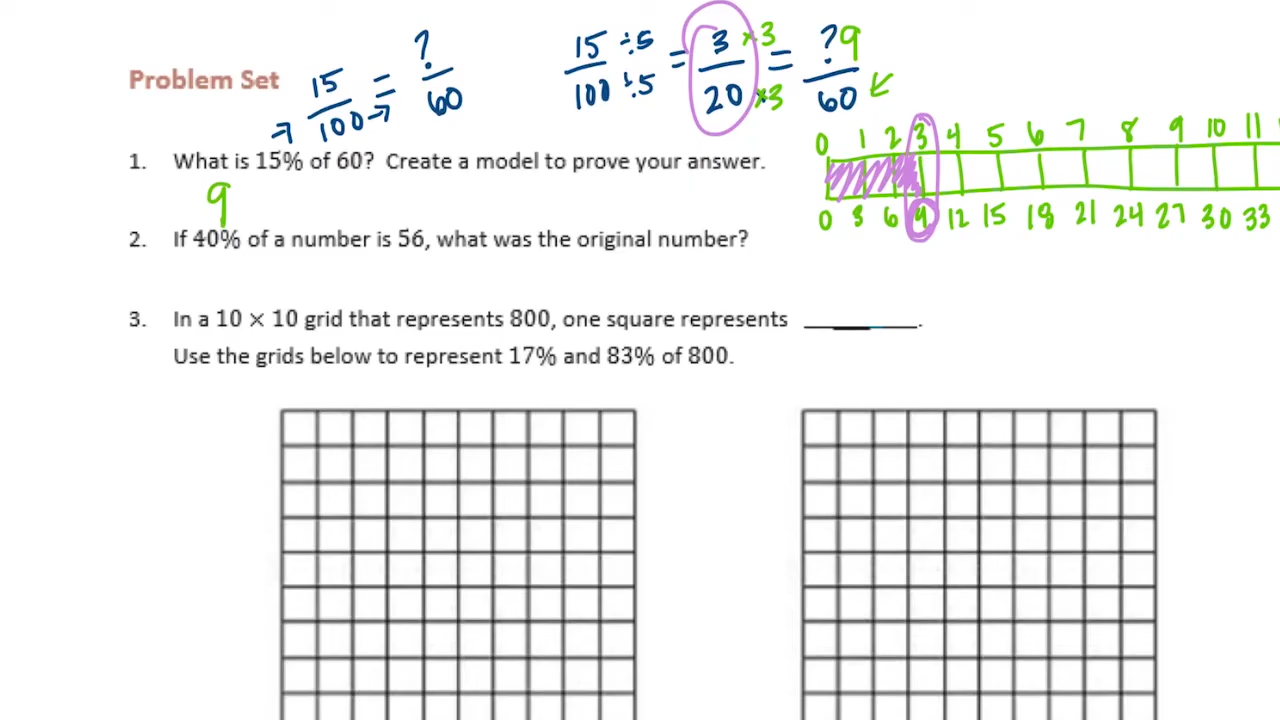 Problem Set
15/100 = ?/60
15/100 ÷5/÷5 = 3/20 ×3/×3 = ?9/60
0 1 2 3 4 5 6 7 8 9 10 11
0 3 6 9 12 15 18 21 24 27 30 33
1. What is 15% of 60? Create a model to prove your answer.
9
2. If 40% of a number is 56, what was the original number?
3. In a 10 × 10 grid that represents 800, one square represents ________.
Use the grids below to represent 17% and 83% of 800.